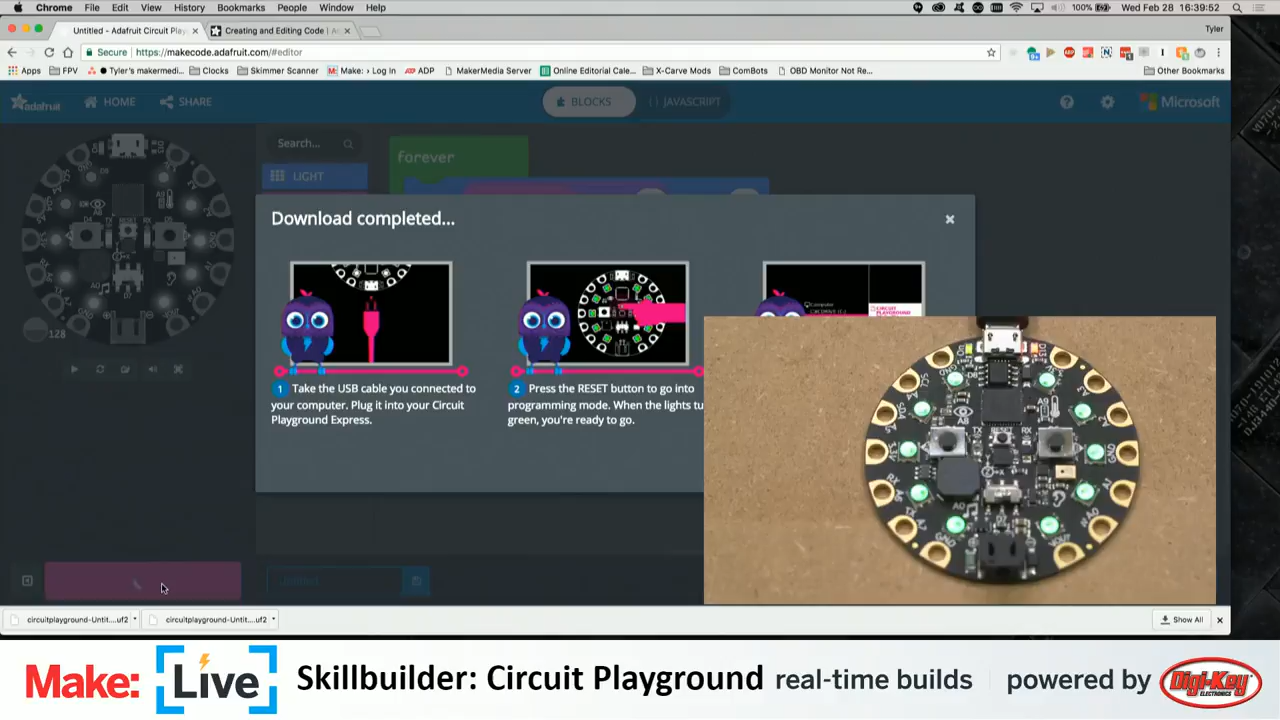 Chrome File Edit View History Bookmarks People Window Help 100% Wed Feb 28 16:39:52
Untitled - Adafruit Circuit Play... Creating and Editing Code | A... Tyler
Secure https://makecode.adafruit.com/#editor
Apps FPV Tyler's makermedi... Clocks Skimmer Scanner Make: › Log In ADP MakerMedia Server Online Editorial Cale... X-Carve Mods ComBots OBD Monitor Not Re... Other Bookmarks
adafruit HOME SHARE BLOCKS JAVASCRIPT Microsoft
Search...
forever
LIGHT
128
Download completed...
1 Take the USB cable you connected to
your computer. Plug it into your Circuit
Playground Express.
2 Press the RESET button to go into
programming mode. When the lights tu
green, you're ready to go.
Untitled
circuitplayground-Untit....uf2 circuitplayground-Untit....uf2 Show All
Make: Live Skillbuilder: Circuit Playground real-time builds powered by Digi-Key
ELECTRONICS